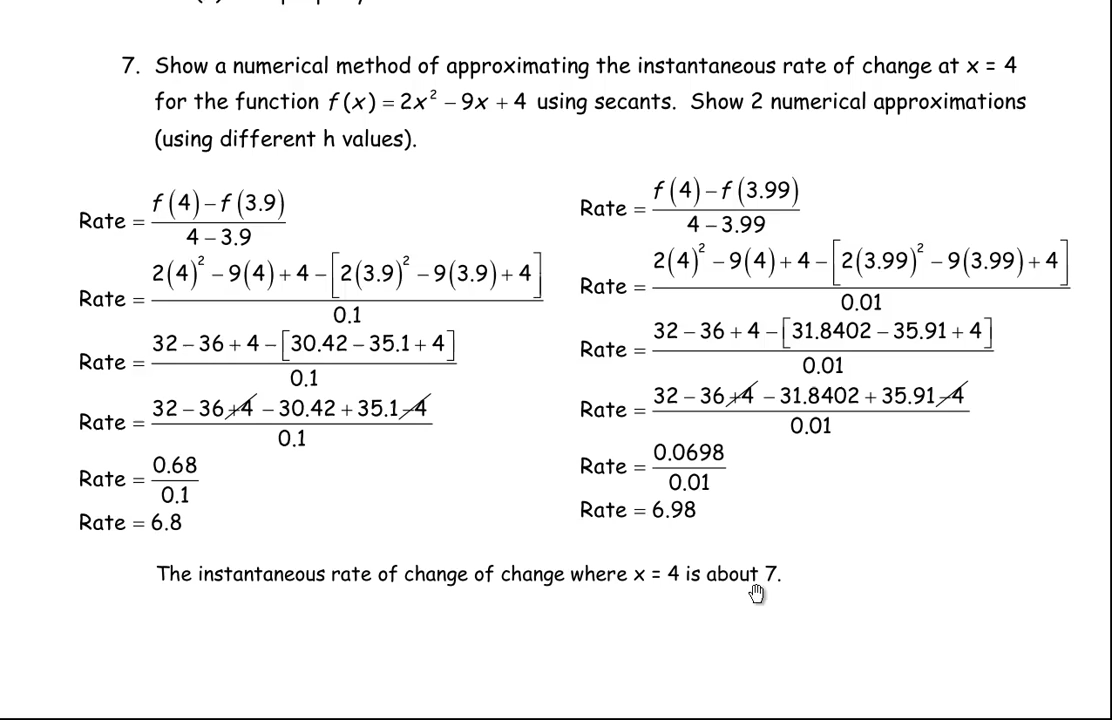 7. Show a numerical method of approximating the instantaneous rate of change at x = 4
for the function f(x) = 2x² − 9x + 4 using secants. Show 2 numerical approximations
(using different h values).
Rate = (f(4) − f(3.9)) / (4 − 3.9)
Rate = (2(4)² − 9(4) + 4 − [2(3.9)² − 9(3.9) + 4]) / 0.1
Rate = (32 − 36 + 4 − [30.42 − 35.1 + 4]) / 0.1
Rate = (32 − 36 + 4 − 30.42 + 35.1 − 4) / 0.1
Rate = 0.68 / 0.1
Rate = 6.8
Rate = (f(4) − f(3.99)) / (4 − 3.99)
Rate = (2(4)² − 9(4) + 4 − [2(3.99)² − 9(3.99) + 4]) / 0.01
Rate = (32 − 36 + 4 − [31.8402 − 35.91 + 4]) / 0.01
Rate = (32 − 36 + 4 − 31.8402 + 35.91 − 4) / 0.01
Rate = 0.0698 / 0.01
Rate = 6.98
The instantaneous rate of change of change where x = 4 is about 7.